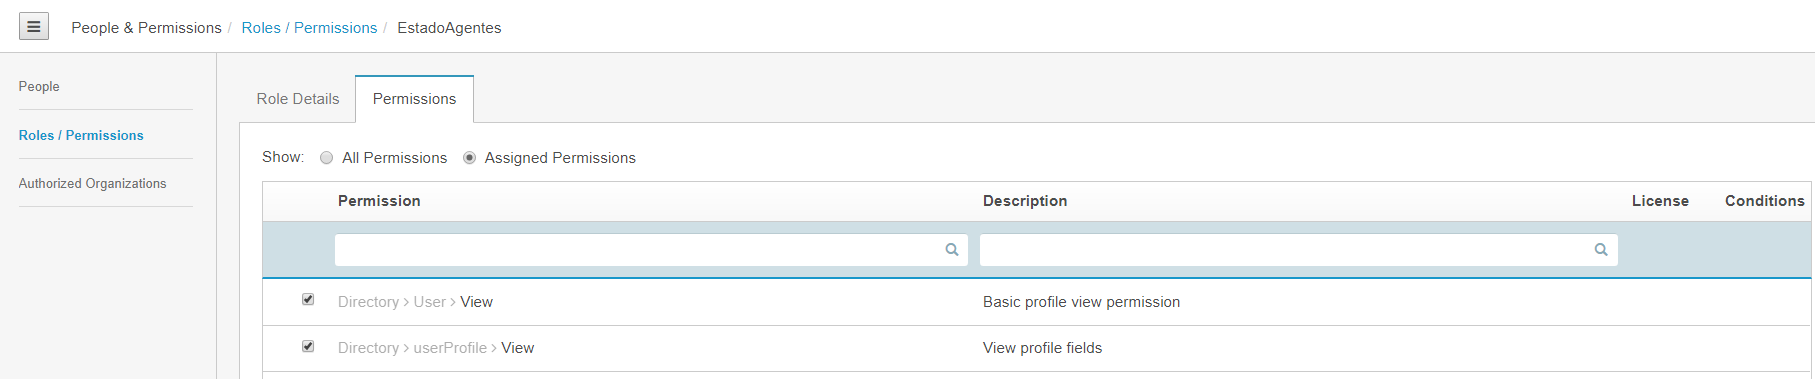 People & Permissions / Roles / Permissions / EstadoAgentes
People
Roles / Permissions
Authorized Organizations
Role Details Permissions
Show: All Permissions Assigned Permissions
Permission Description License Conditions
Directory > User > View Basic profile view permission
Directory > userProfile > View View profile fields